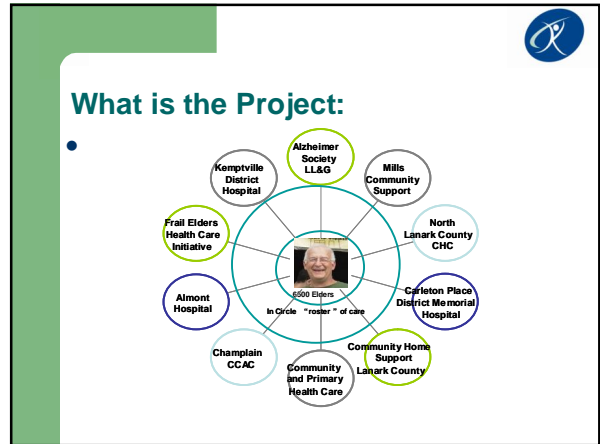 What is the Project:
Alzheimer
Society
LL&G
Kemptville
District
Hospital
Mills
Community
Support
Frail Elders
Health Care
Initiative
North
Lanark County
CHC
6500 Elders
In Circle "roster" of care
Almont
Hospital
Carleton Place
District Memorial
Hospital
Champlain
CCAC
Community
and Primary
Health Care
Community Home
Support
Lanark County